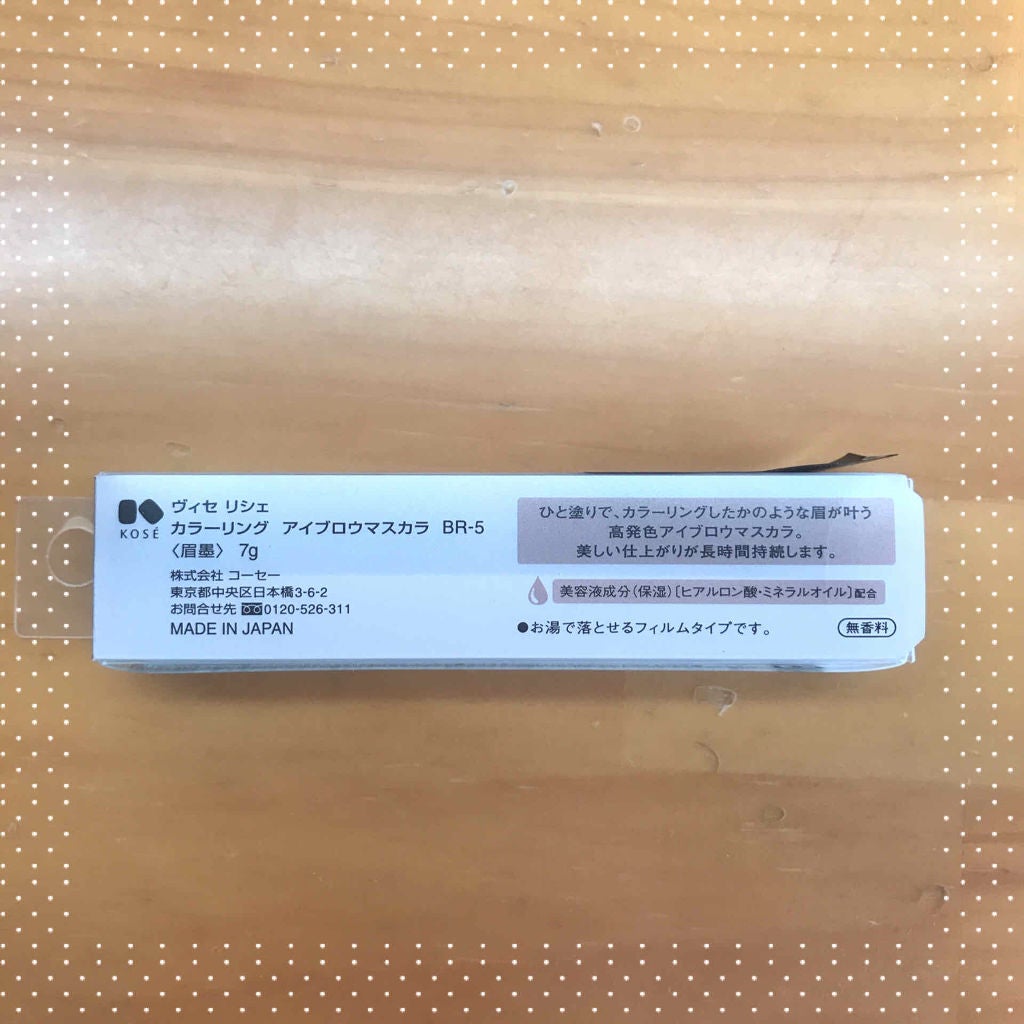 KOSÉ
ヴィセ リシェ
カラーリング アイブロウマスカラ BR-5
〈眉墨〉 7g
株式会社 コーセー
東京都中央区日本橋3-6-2
お問合せ先 0120-526-311
MADE IN JAPAN
ひと塗りで、カラーリングしたかのような眉が叶う
高発色アイブロウマスカラ。
美しい仕上がりが長時間持続します。
美容液成分(保湿)[ヒアルロン酸・ミネラルオイル]配合
●お湯で落とせるフィルムタイプです。
無香料